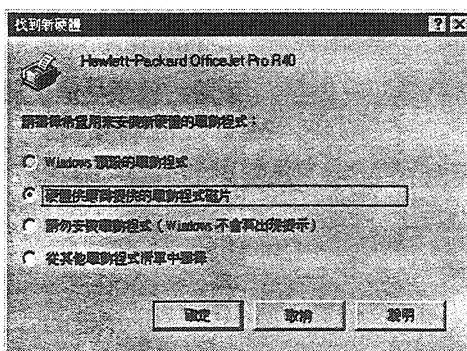 找到新硬體
Hewlett-Packard OfficeJet Pro R40
請選擇希望用來安裝新硬體的驅動程式：
Windows 預設的驅動程式
硬體供應商提供的驅動程式磁片
請勿安裝驅動程式（Windows 不會再出現提示）
從其他驅動程式清單中選擇
確定
取消
說明